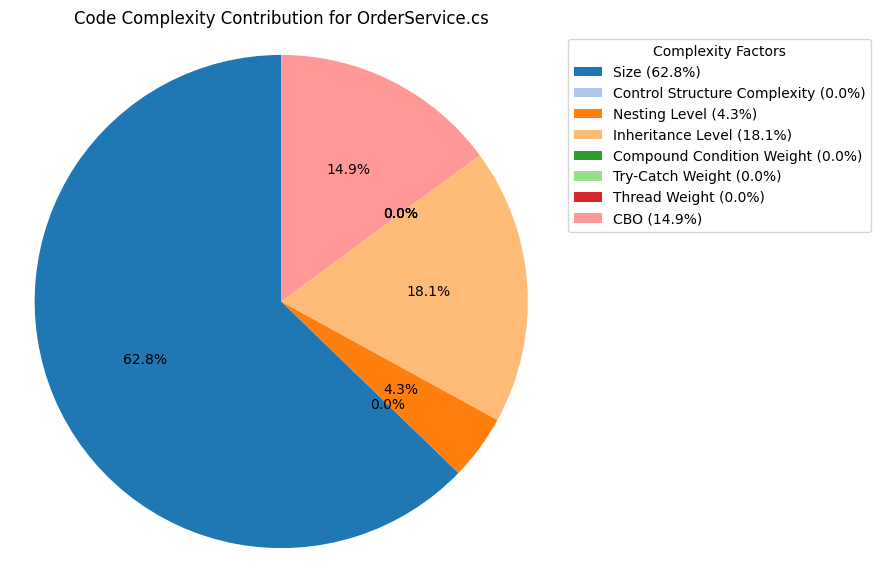 Code Complexity Contribution for OrderService.cs
Complexity Factors
Size (62.8%)
Control Structure Complexity (0.0%)
Nesting Level (4.3%)
Inheritance Level (18.1%)
Compound Condition Weight (0.0%)
Try-Catch Weight (0.0%)
Thread Weight (0.0%)
CBO (14.9%)
14.9%
0.0%
18.1%
62.8%
4.3%
0.0%